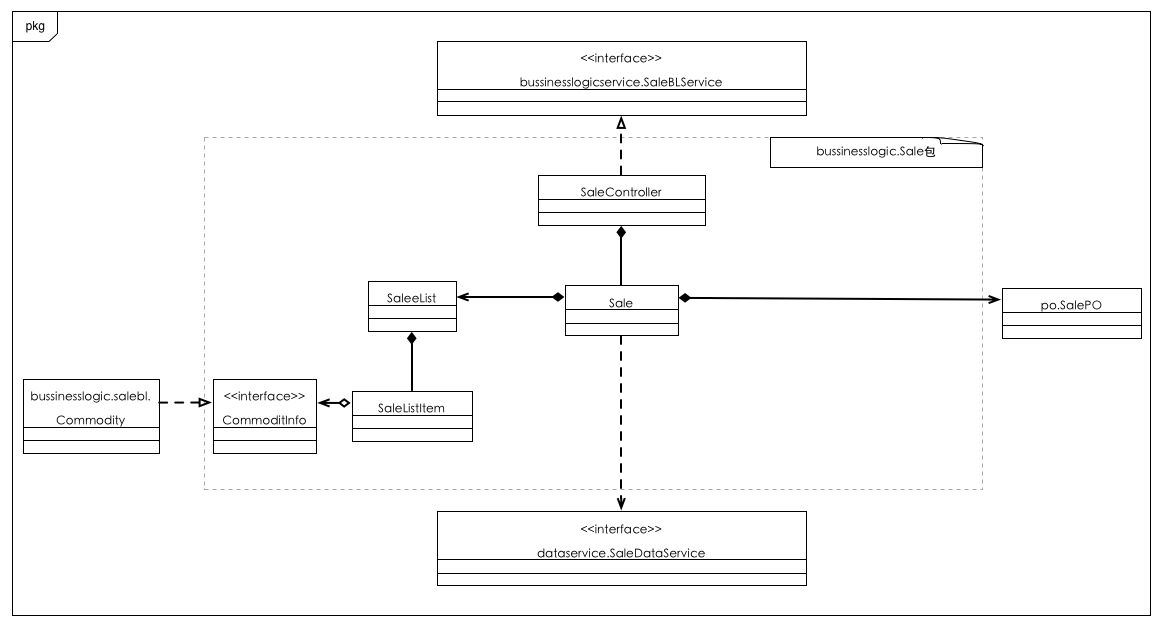 pkg
<<interface>>
bussinesslogicservice.SaleBLService
bussinesslogic.Sale包
SaleController
SaleeList
Sale
po.SalePO
bussinesslogic.salebl.
Commodity
<<interface>>
CommoditInfo
SaleListItem
<<interface>>
dataservice.SaleDataService